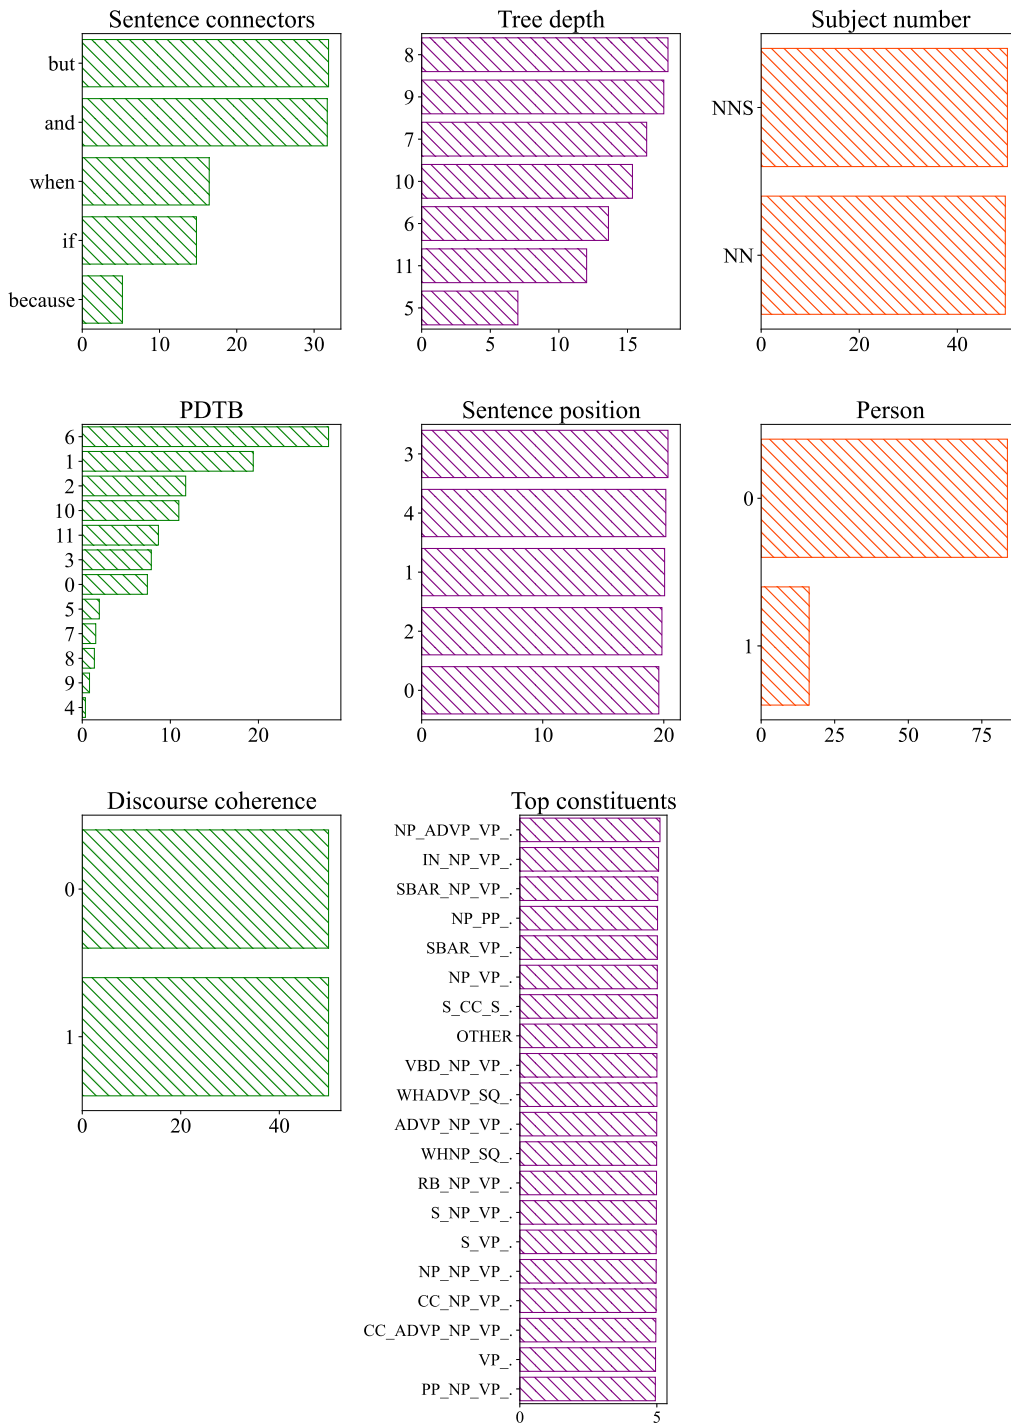 Sentence connectors
but
and
when
if
because
0 10 20 30
Tree depth
8
9
7
10
6
11
5
0 5 10 15
Subject number
NNS
NN
0 20 40
PDTB
6
1
2
10
11
3
0
5
7
8
9
4
0 10 20
Sentence position
3
4
1
2
0
0 10 20
Person
0
1
0 25 50 75
Discourse coherence
0
1
0 20 40
Top constituents
NP_ADVP_VP_.
IN_NP_VP_.
SBAR_NP_VP_.
NP_PP_.
SBAR_VP_.
NP_VP_.
S_CC_S_.
OTHER
VBD_NP_VP_.
WHADVP_SQ_.
ADVP_NP_VP_.
WHNP_SQ_.
RB_NP_VP_.
S_NP_VP_.
S_VP_.
NP_NP_VP_.
CC_NP_VP_.
CC_ADVP_NP_VP_.
VP_.
PP_NP_VP_.
0 5